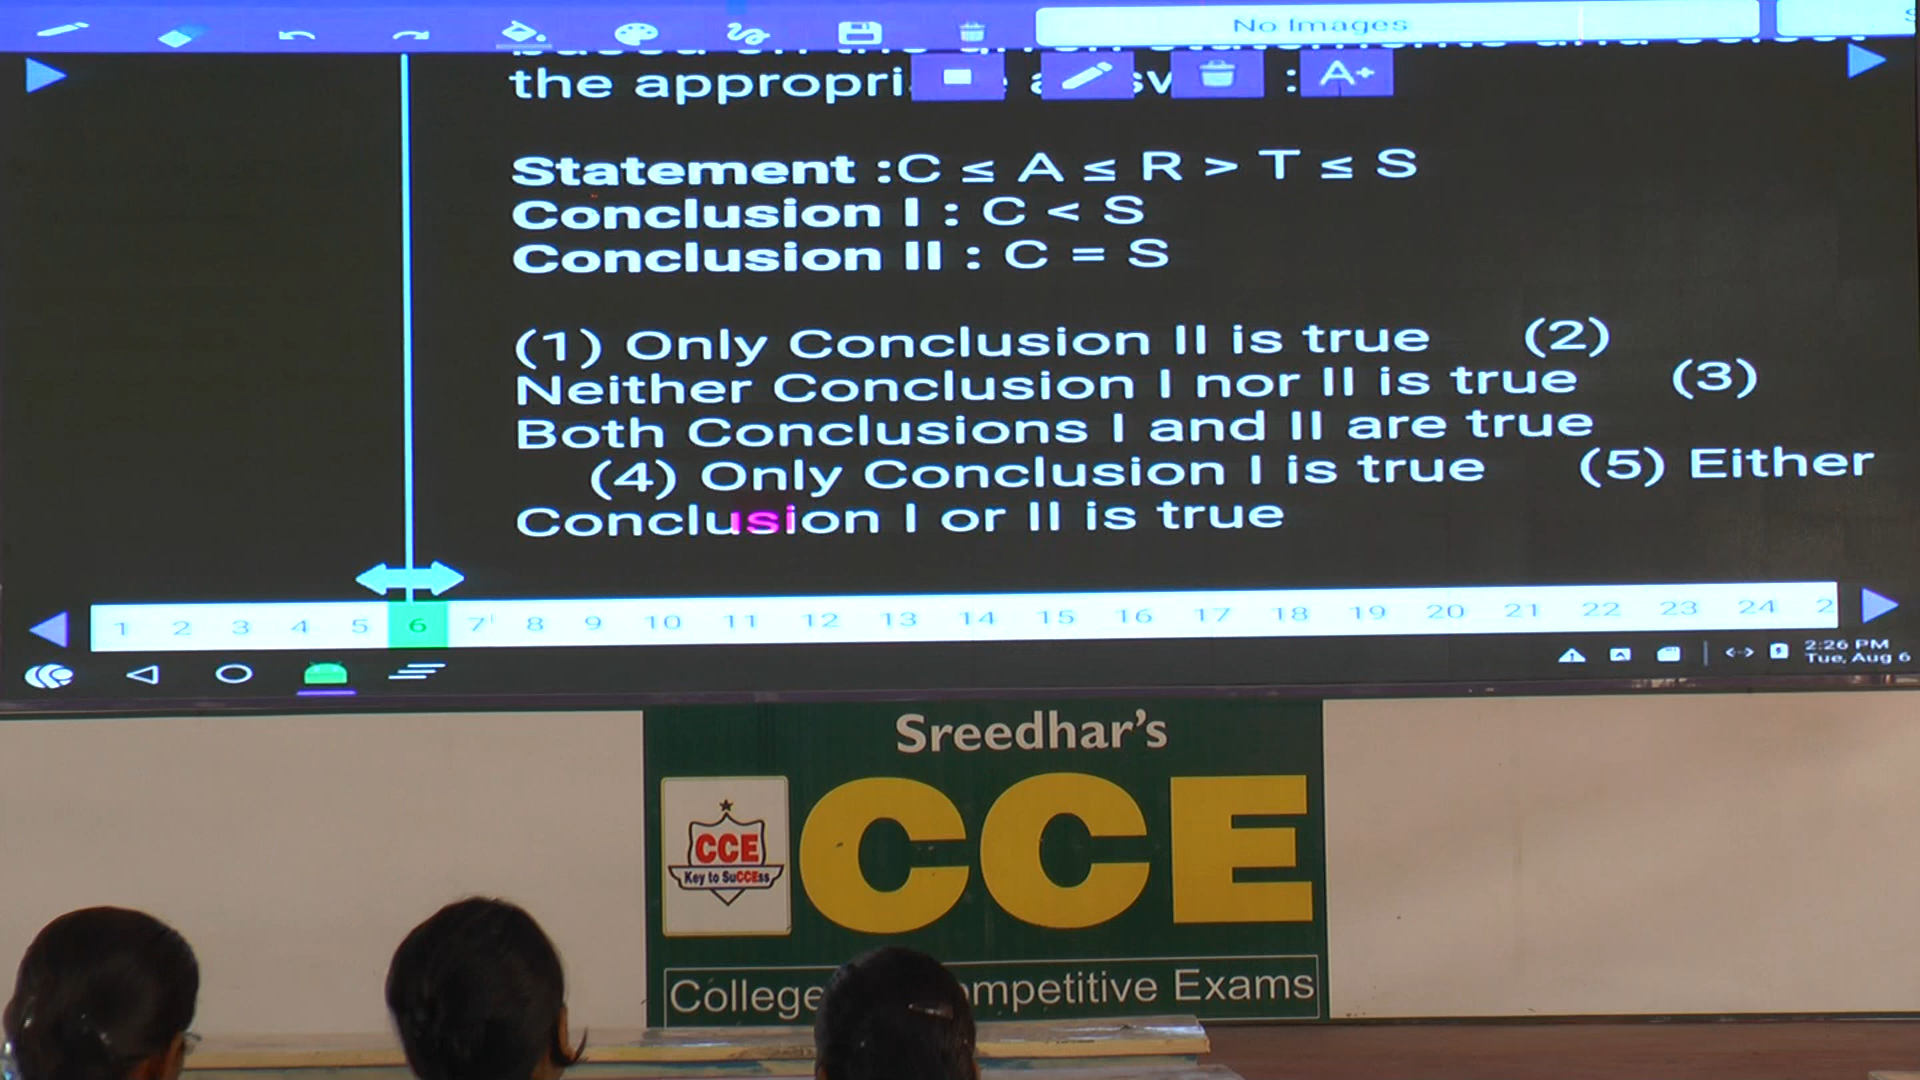 No Images
the appropri
A+
Statement :C ≤ A ≤ R > T ≤ S
Conclusion I : C < S
Conclusion II : C = S
(1) Only Conclusion II is true (2)
Neither Conclusion I nor II is true (3)
Both Conclusions I and II are true
(4) Only Conclusion I is true (5) Either
Conclusion I or II is true
1 2 3 4 5 6 7 8 9 10 11 12 13 14 15 16 17 18 19 20 21 22 23 24 2
2:26 PM
Tue, Aug 6
Sreedhar's
CCE
Key to SuCCEss
CCE
College mpetitive Exams